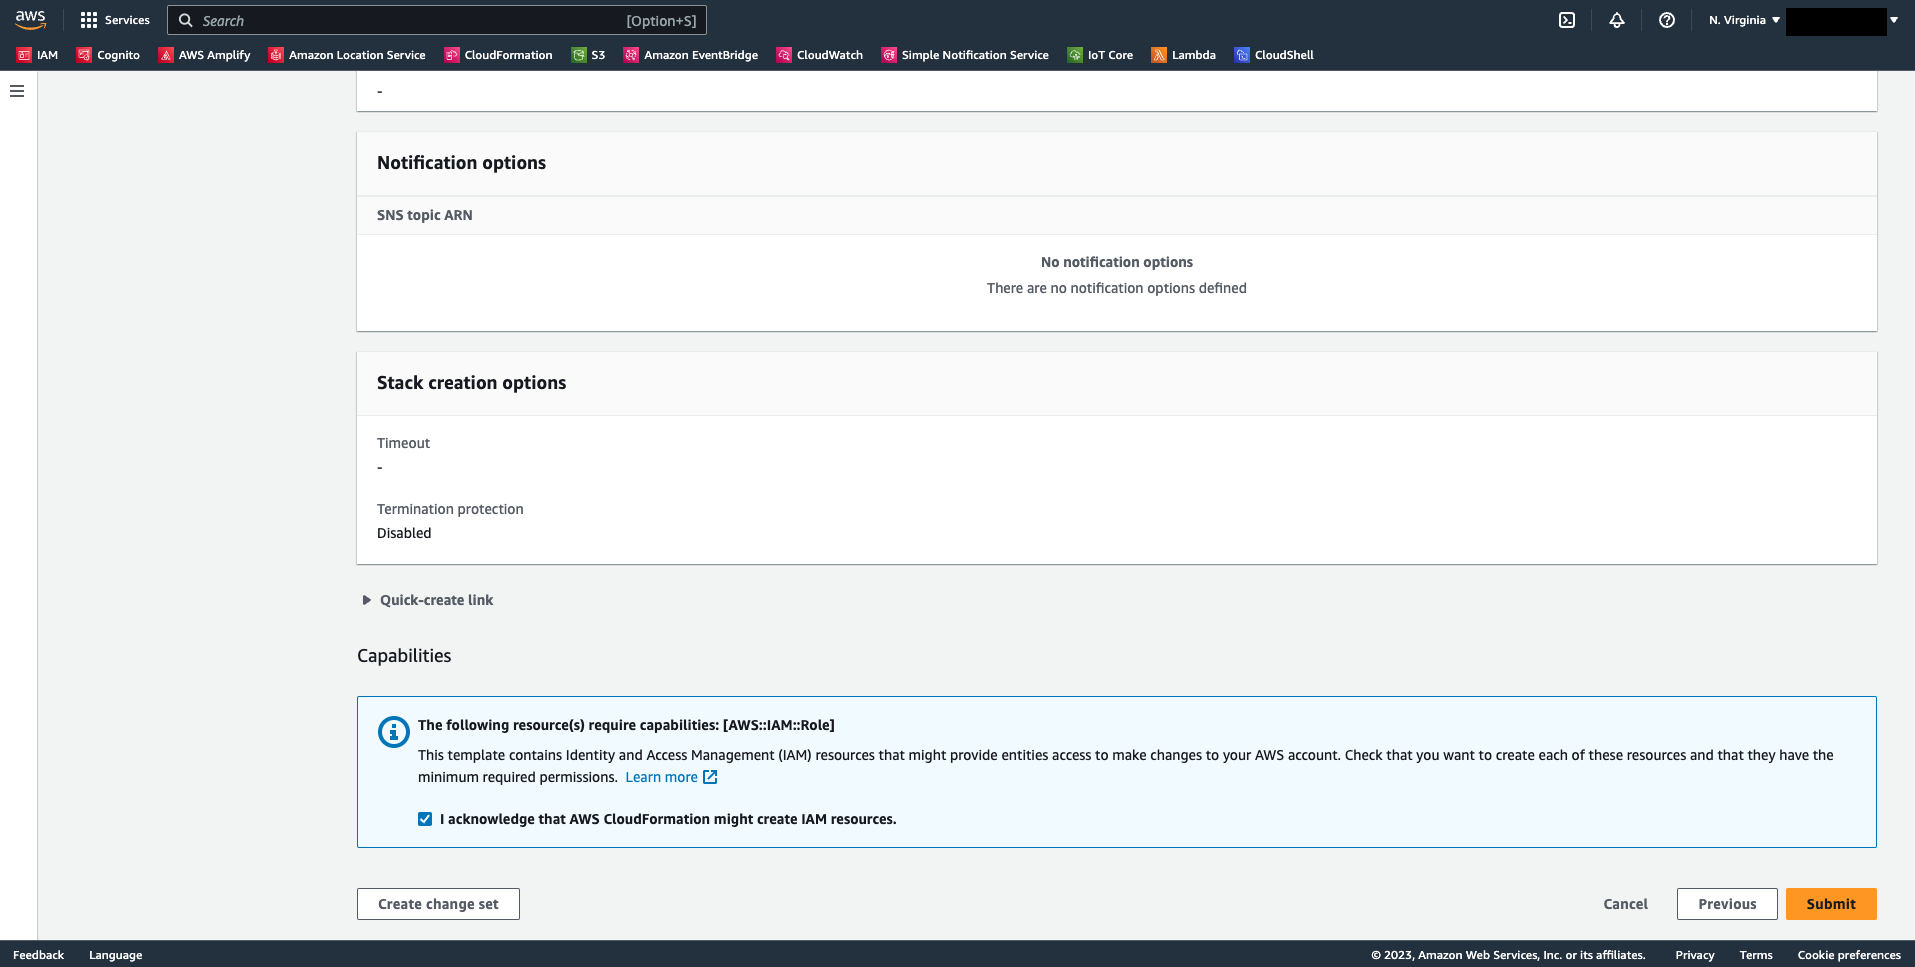 aws
Services
Search
[Option+S]
N. Virginia
IAM
Cognito
AWS Amplify
Amazon Location Service
CloudFormation
S3
Amazon EventBridge
CloudWatch
Simple Notification Service
IoT Core
Lambda
CloudShell
-
Notification options
SNS topic ARN
No notification options
There are no notification options defined
Stack creation options
Timeout
-
Termination protection
Disabled
Quick-create link
Capabilities
The following resource(s) require capabilities: [AWS::IAM::Role]
This template contains Identity and Access Management (IAM) resources that might provide entities access to make changes to your AWS account. Check that you want to create each of these resources and that they have the
minimum required permissions. Learn more
I acknowledge that AWS CloudFormation might create IAM resources.
Create change set
Cancel
Previous
Submit
Feedback
Language
© 2023, Amazon Web Services, Inc. or its affiliates.
Privacy
Terms
Cookie preferences